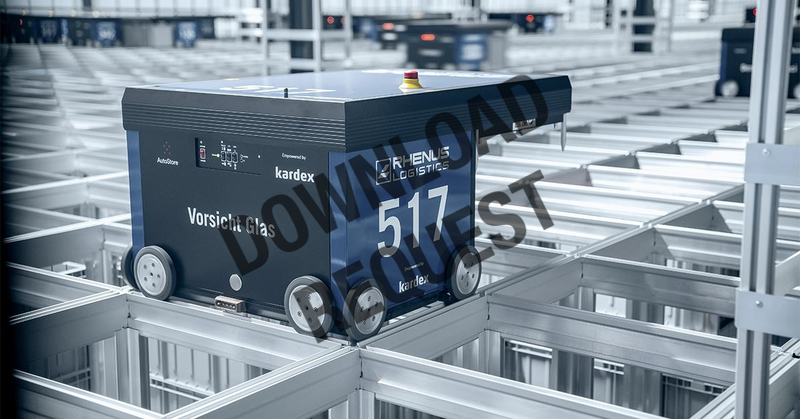 AutoStore
Empowered by
kardex
Vorsicht Glas
RHENUS
LOGISTICS
517
kardex
DOWNLOAD
REQUEST